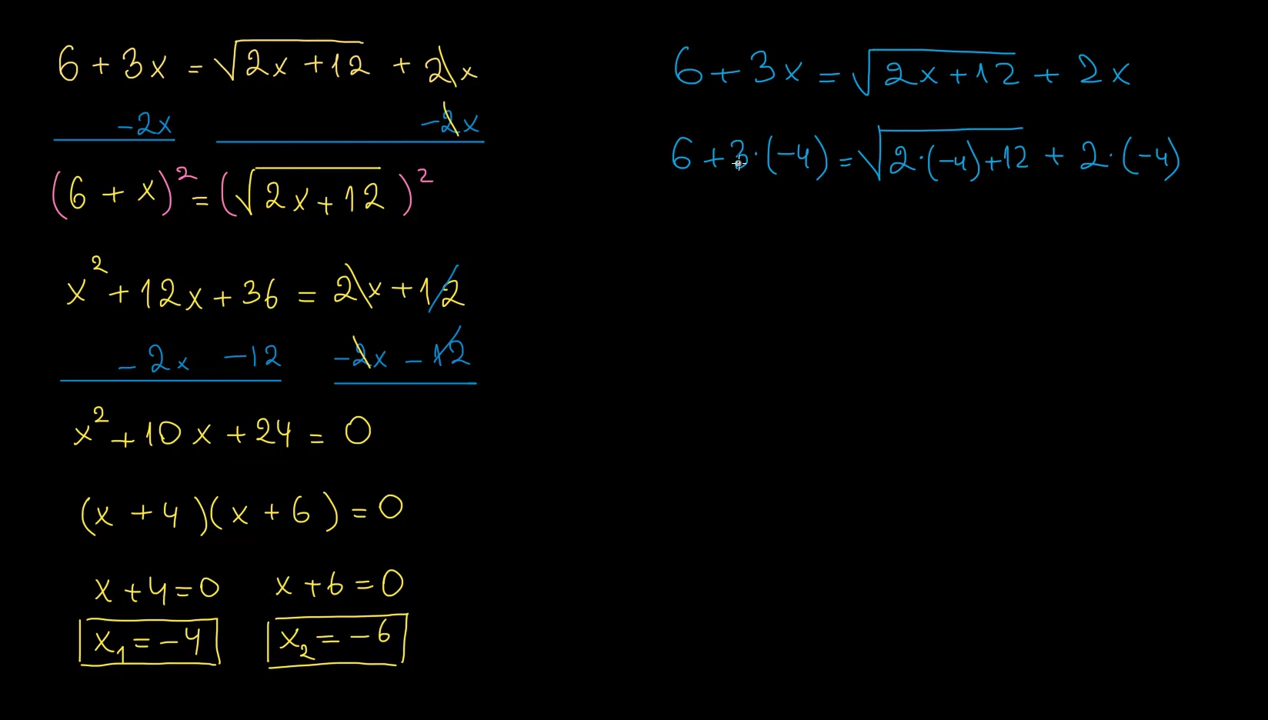 6 + 3x = √(2x + 12) + 2x
-2x -2x
(6 + x)² = (√(2x + 12))²
x² + 12x + 36 = 2x + 12
- 2x - 12 -2x - 12
x² + 10x + 24 = 0
(x + 4)(x + 6) = 0
x + 4 = 0 x + 6 = 0
x₁ = -4 x₂ = -6
6 + 3x = √(2x + 12) + 2x
6 + 3·(-4) = √(2·(-4) + 12) + 2·(-4)